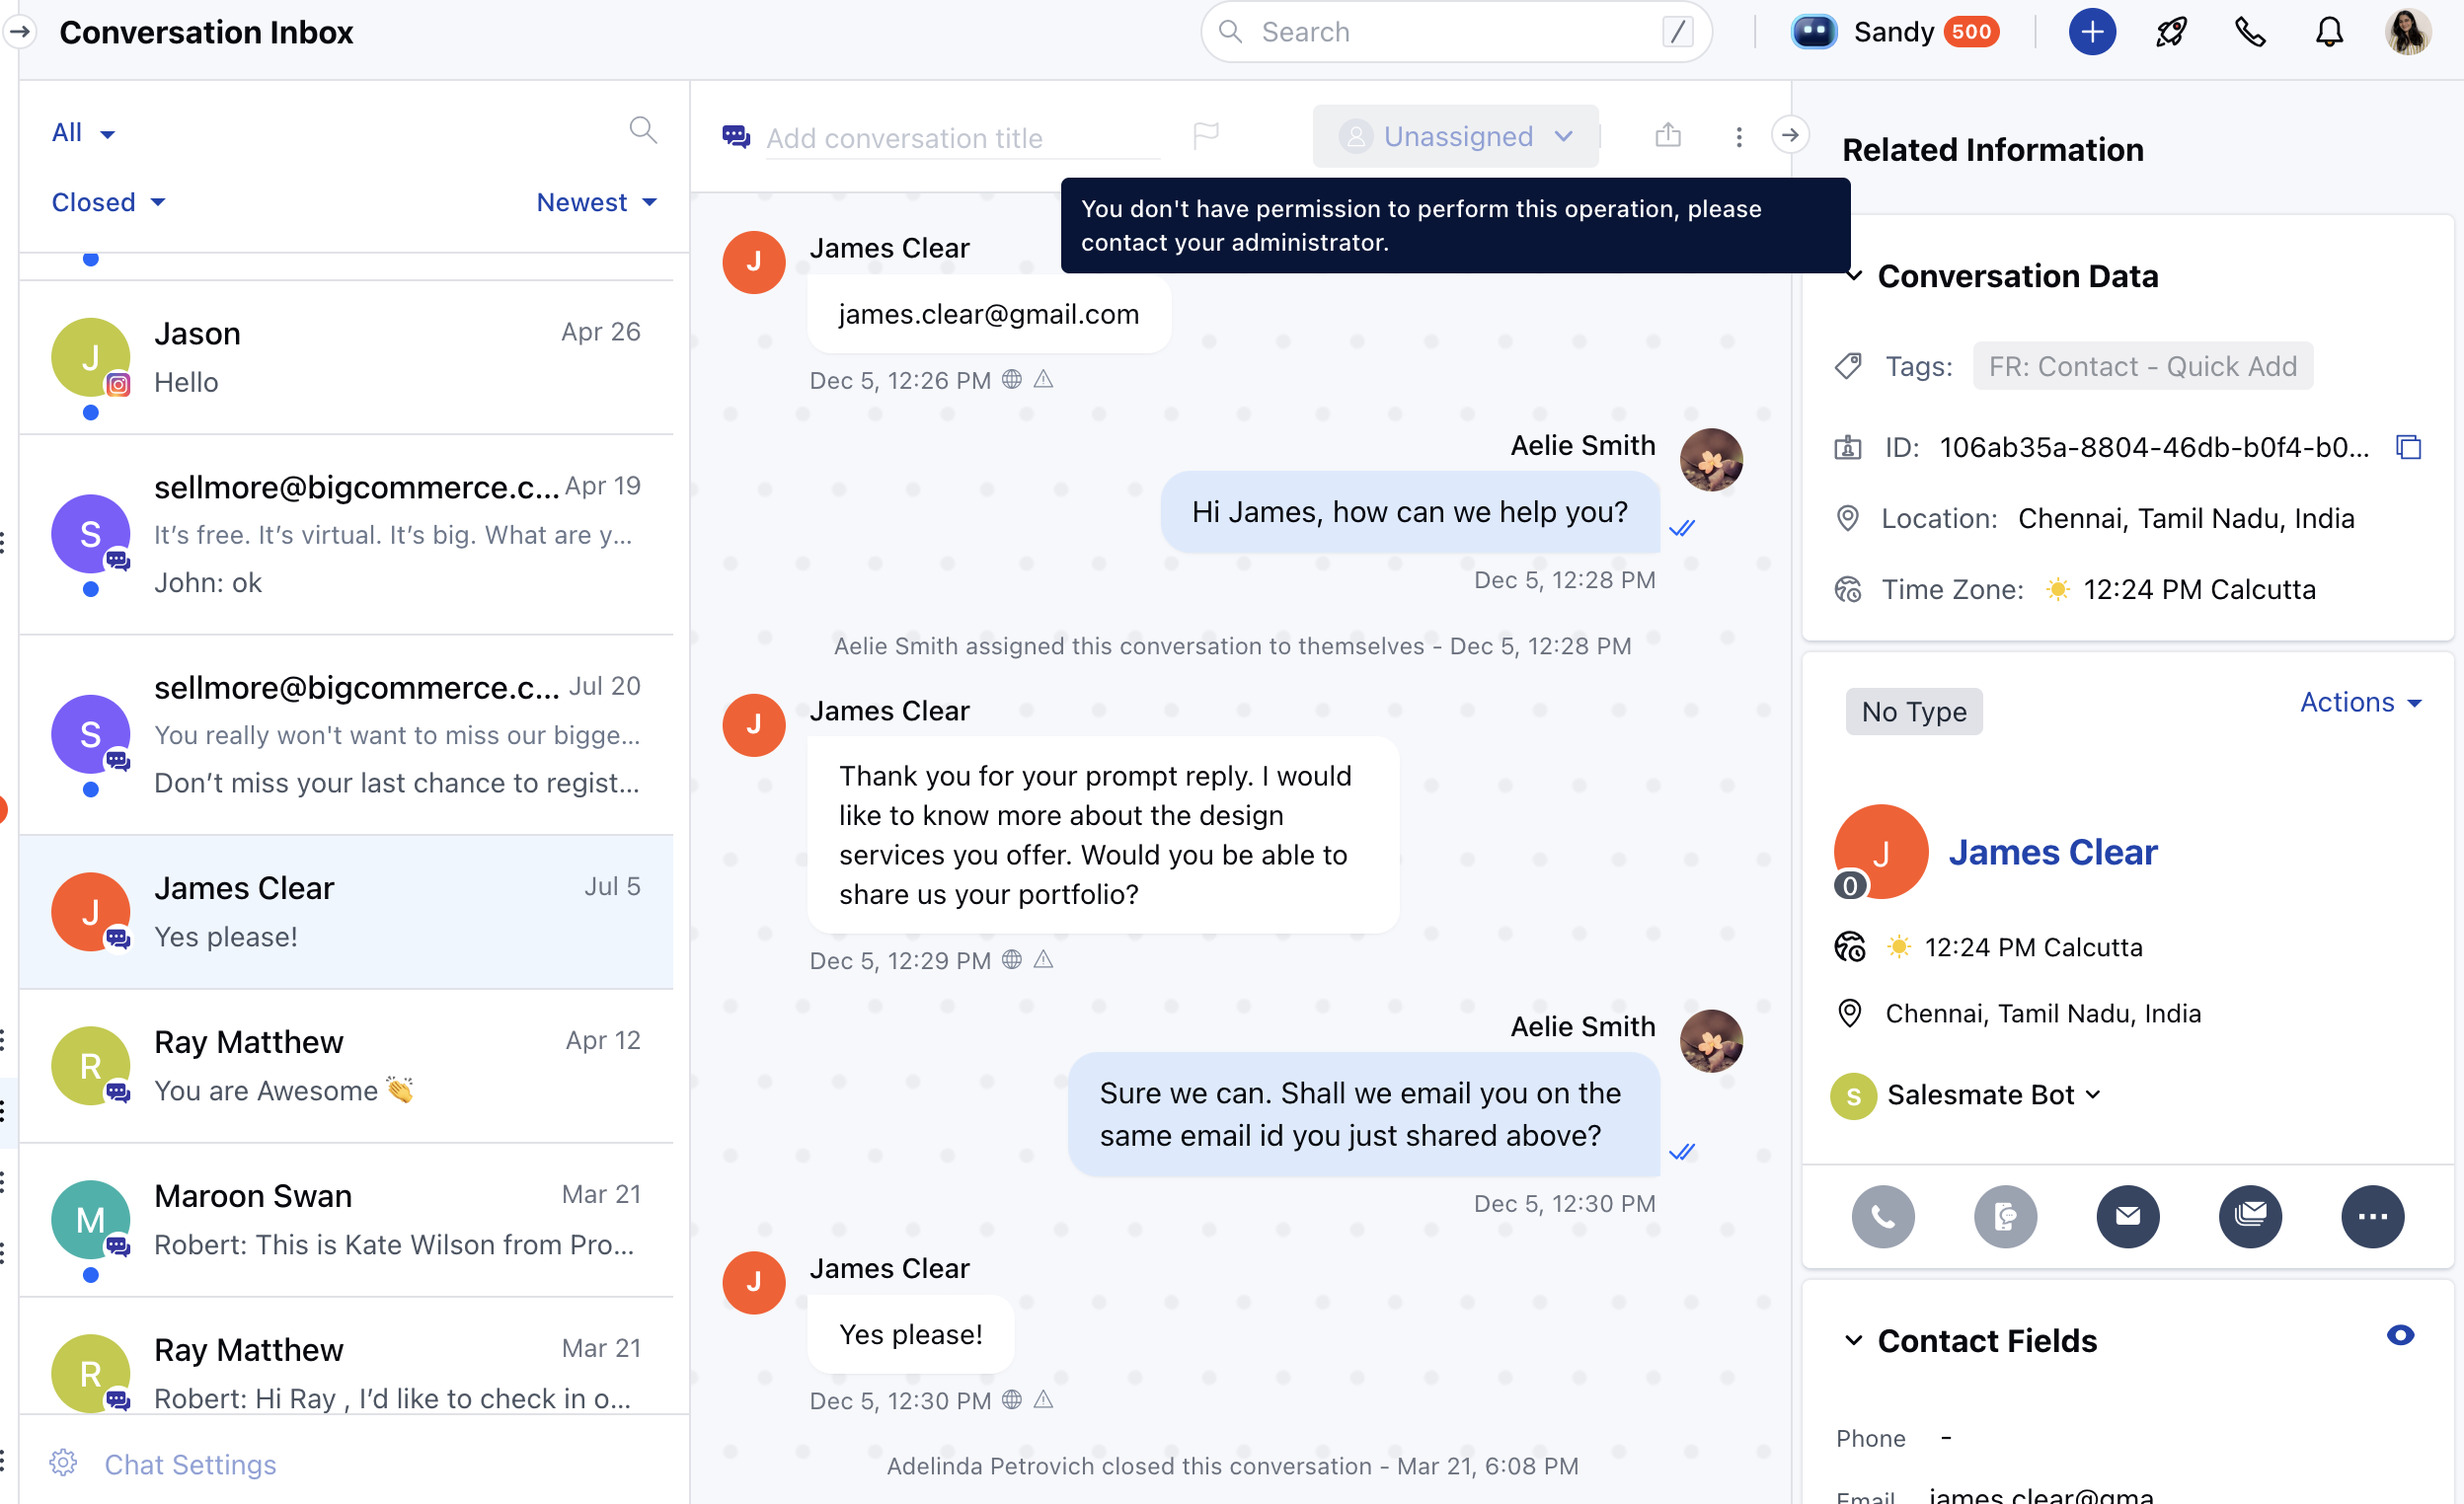 Conversation Inbox
Search
/
Sandy 500
All
Closed
Newest
J
Jason
Apr 26
Hello
S
sellmore@bigcommerce.c...
Apr 19
It’s free. It’s virtual. It’s big. What are y...
John: ok
S
sellmore@bigcommerce.c...
Jul 20
You really won't want to miss our bigge...
Don’t miss your last chance to regist...
J
James Clear
Jul 5
Yes please!
R
Ray Matthew
Apr 12
You are Awesome 👏
M
Maroon Swan
Mar 21
Robert: This is Kate Wilson from Pro...
R
Ray Matthew
Mar 21
Robert: Hi Ray , I’d like to check in o...
Chat Settings
Add conversation title
Unassigned
You don't have permission to perform this operation, please
contact your administrator.
J
James Clear
james.clear@gmail.com
Dec 5, 12:26 PM
Aelie Smith
Hi James, how can we help you?
Dec 5, 12:28 PM
Aelie Smith assigned this conversation to themselves - Dec 5, 12:28 PM
J
James Clear
Thank you for your prompt reply. I would
like to know more about the design
services you offer. Would you be able to
share us your portfolio?
Dec 5, 12:29 PM
Aelie Smith
Sure we can. Shall we email you on the
same email id you just shared above?
Dec 5, 12:30 PM
J
James Clear
Yes please!
Dec 5, 12:30 PM
Adelinda Petrovich closed this conversation - Mar 21, 6:08 PM
Related Information
Conversation Data
Tags: FR: Contact - Quick Add
ID: 106ab35a-8804-46db-b0f4-b0...
Location: Chennai, Tamil Nadu, India
Time Zone: 12:24 PM Calcutta
No Type
Actions
J
0
James Clear
12:24 PM Calcutta
Chennai, Tamil Nadu, India
S
Salesmate Bot
Contact Fields
Phone -
Email james.clear@gma